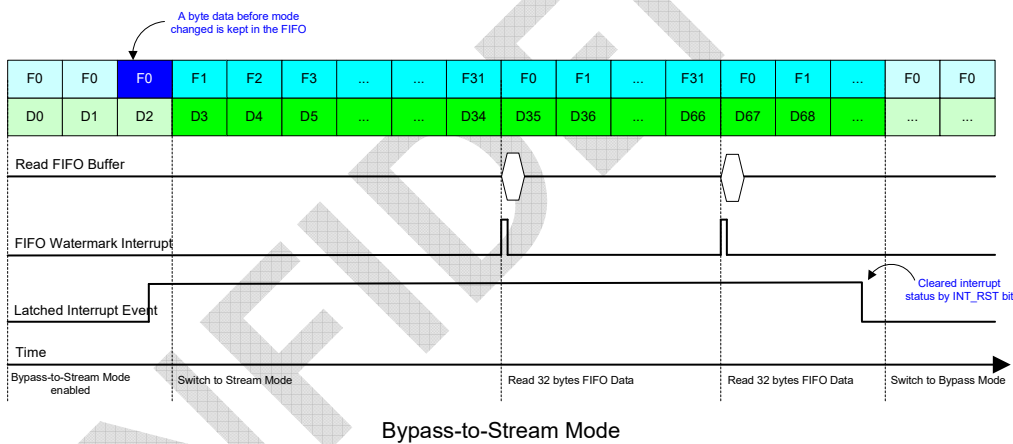 A byte data before mode
changed is kept in the FIFO
F0 F0 F0 F1 F2 F3 ... ... F31 F0 F1 ... F31 F0 F1 ... F0 F0
D0 D1 D2 D3 D4 D5 ... ... D34 D35 D36 ... D66 D67 D68 ... ... ...
Read FIFO Buffer
FIFO Watermark Interrupt
Cleared interrupt
status by INT_RST bit
Latched Interrupt Event
Time
Bypass-to-Stream Mode
enabled
Switch to Stream Mode
Read 32 bytes FIFO Data
Read 32 bytes FIFO Data
Switch to Bypass Mode
Bypass-to-Stream Mode